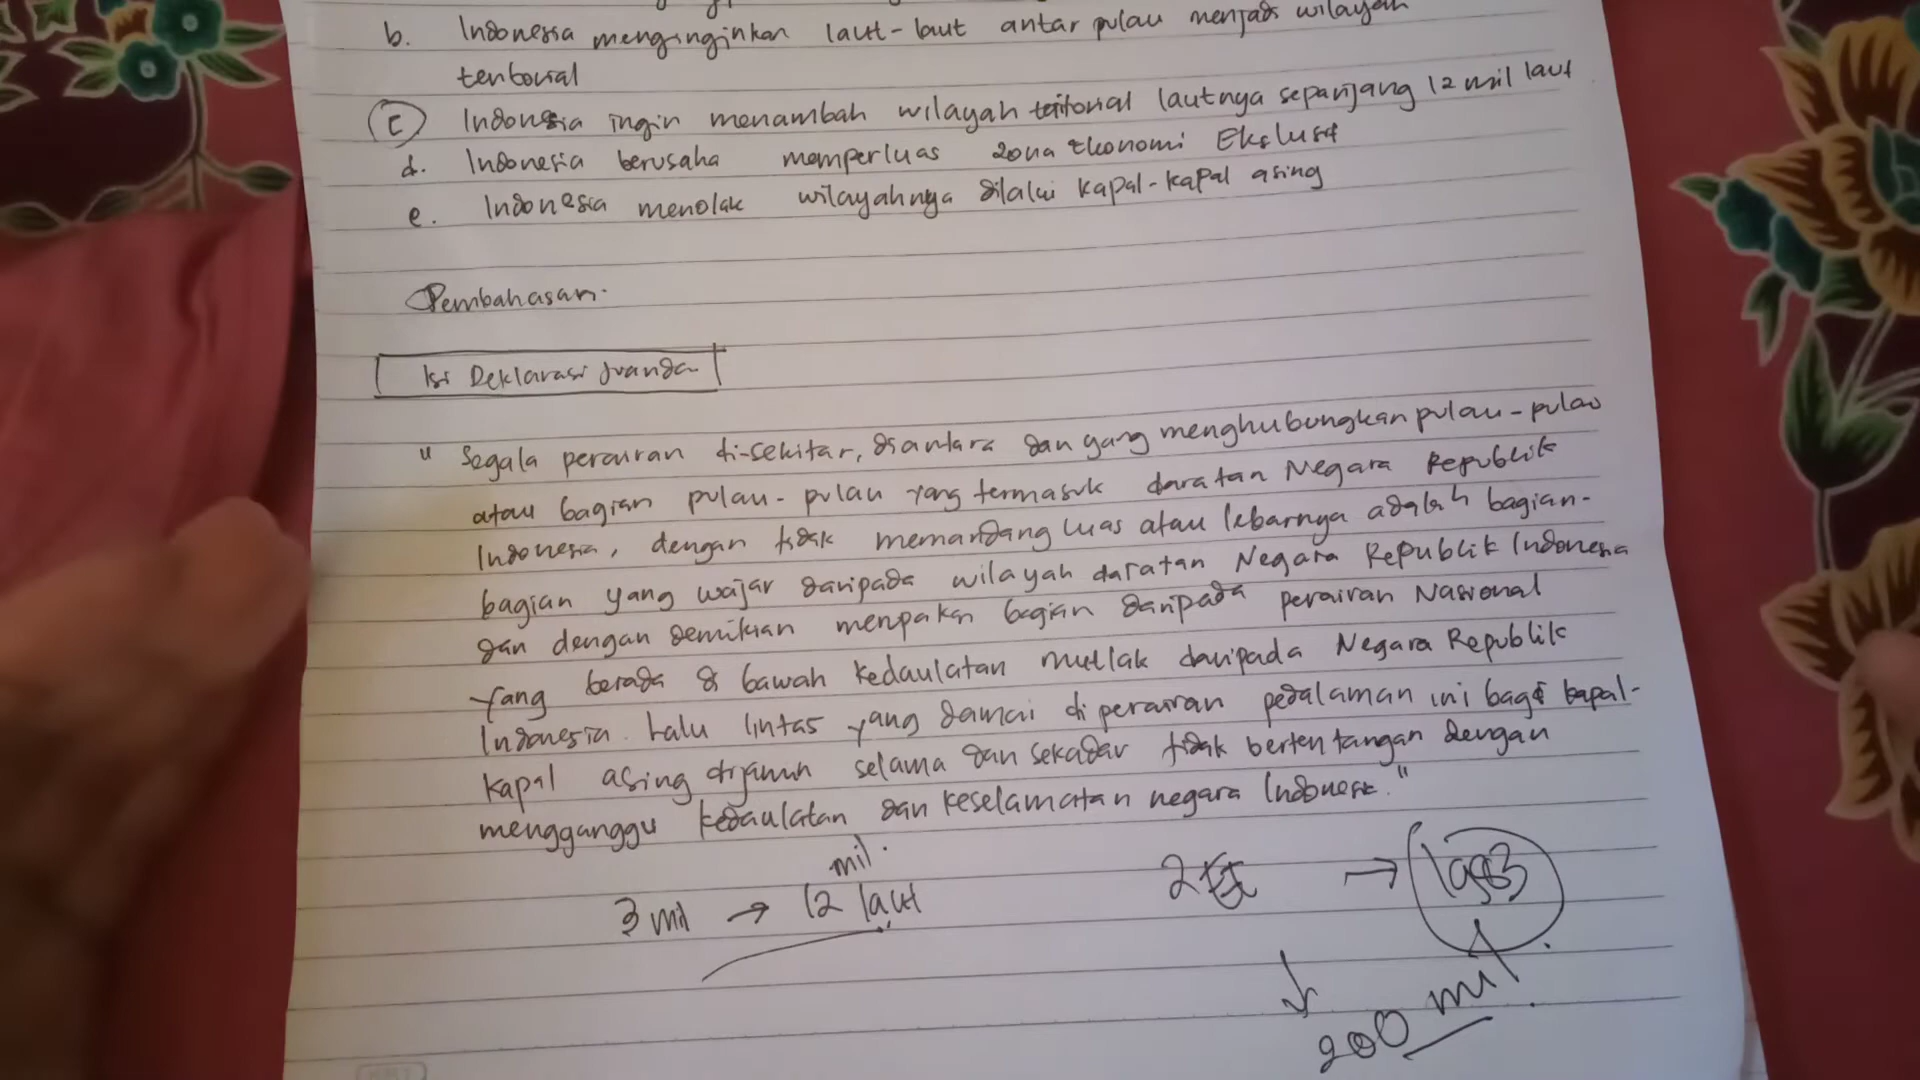 b. Indonesia menginginkan laut-laut antar pulau menjadi wilayah
teritorial
c Indonesia ingin menambah wilayah teritorial lautnya sepanjang 12 mil laut
d. Indonesia berusaha memperluas zona Ekonomi Ekslusif
e. Indonesia menolak wilayahnya dilalui kapal-kapal asing
Pembahasan.
Isi Deklarasi Juanda
" Segala perairan di-sekitar, diantara dan yang menghubungkan pulau-pulau
atau bagian pulau-pulau yang termasuk daratan Negara Republik
Indonesia, dengan tidak memandang luas atau lebarnya adalah bagian-
bagian yang wajar daripada wilayah daratan Negara Republik Indonesia
dan dengan demikian merupakan bagian daripada perairan Nasional
yang berada di bawah kedaulatan mutlak daripada Negara Republik
Indonesia. Lalu lintas yang damai di perairan pedalaman ini bagi kapal-
kapal asing dijamin selama dan sekadar tidak bertentangan dengan
mengganggu kedaulatan dan keselamatan negara Indonesia."
mil.
3 mil → 12 laut
→ 1983
200 mil